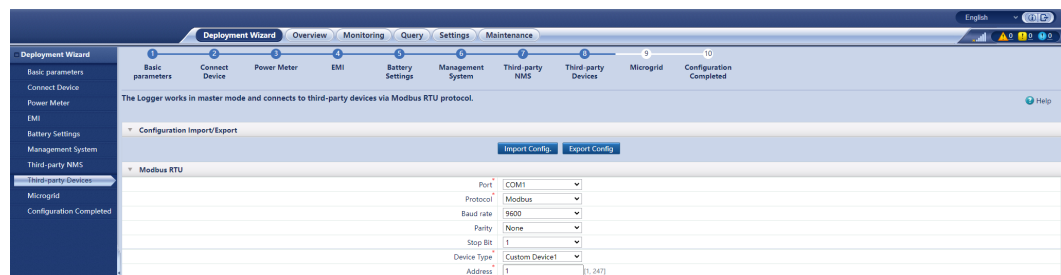 English
Deployment Wizard Overview Monitoring Query Settings Maintenance
0 0 0
Deployment Wizard
Basic parameters
Connect Device
Power Meter
EMI
Battery Settings
Management System
Third-party NMS
Third-party Devices
Microgrid
Configuration Completed
1 2 3 4 5 6 7 8 9 10
Basic parameters Connect Device Power Meter EMI Battery Settings Management System Third-party NMS Third-party Devices Microgrid Configuration Completed
The Logger works in master mode and connects to third-party devices via Modbus RTU protocol.
? Help
Configuration Import/Export
Import Config. Export Config
Modbus RTU
Port* COM1
Protocol* Modbus
Baud rate 9600
Parity None
Stop Bit 1
Device Type* Custom Device1
Address* 1 [1, 247]